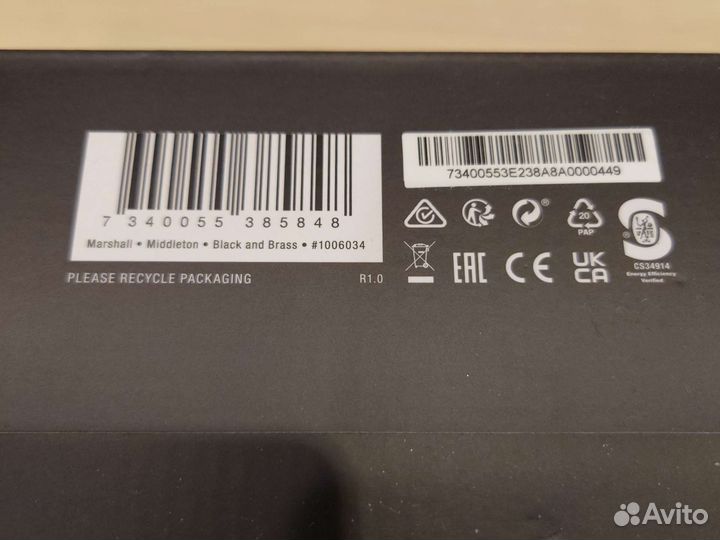 7 340055 385848
Marshall • Middleton • Black and Brass • #1006034
PLEASE RECYCLE PACKAGING
R1.0
73400553E238A8A0000449
20
PAP
EAC
CE
UK
CA
S
CS34914
Energy Efficiency
Verified
Avito